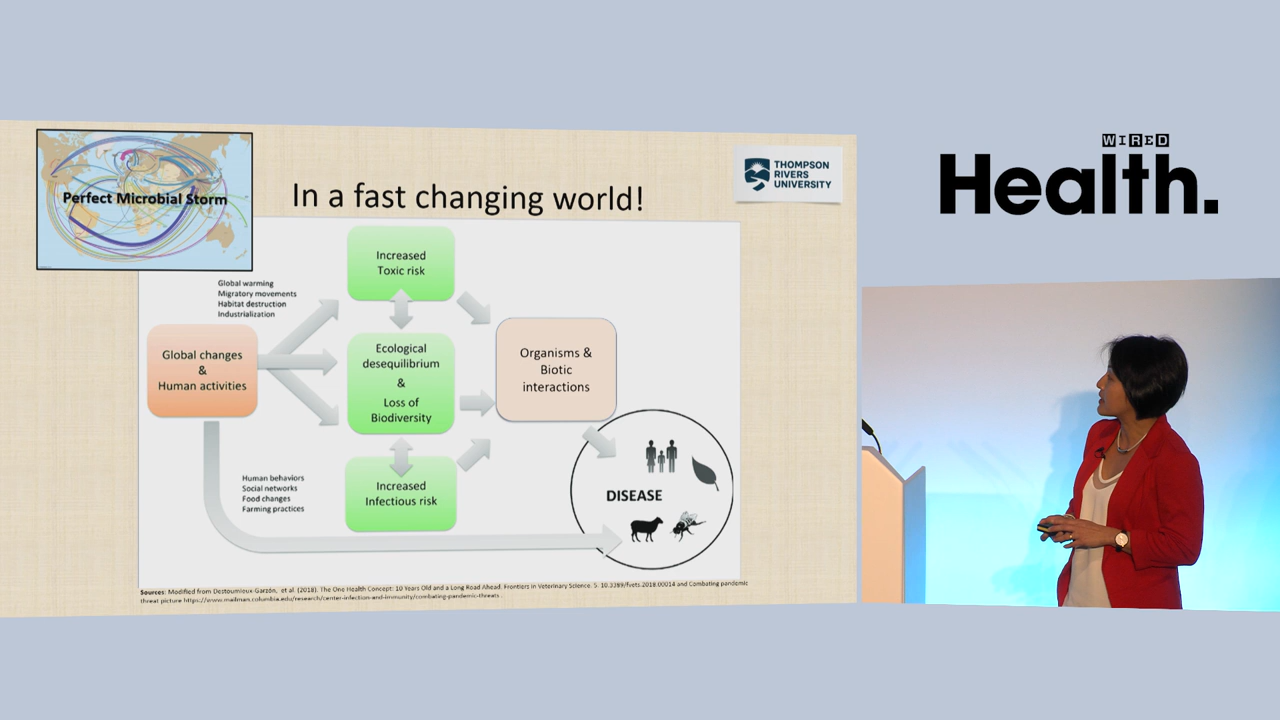 Perfect Microbial Storm
In a fast changing world!
THOMPSON
RIVERS
UNIVERSITY
WIRED
Health.
Increased
Toxic risk
Global warming
Migratory movements
Habitat destruction
Industrialization
Global changes
&
Human activities
Ecological
desequilibrium
&
Loss of
Biodiversity
Organisms &
Biotic
interactions
Human behaviors
Social networks
Food changes
Farming practices
Increased
Infectious risk
DISEASE
Sources: Modified from Destoumieux-Garzón, et al. (2018). The One Health Concept: 10 Years Old and a Long Road Ahead. Frontiers in Veterinary Science. 5. 10.3389/fvets.2018.00014 and Combating pandemic
threat picture https://www.mailman.columbia.edu/research/center-infection-and-immunity/combating-pandemic-threats